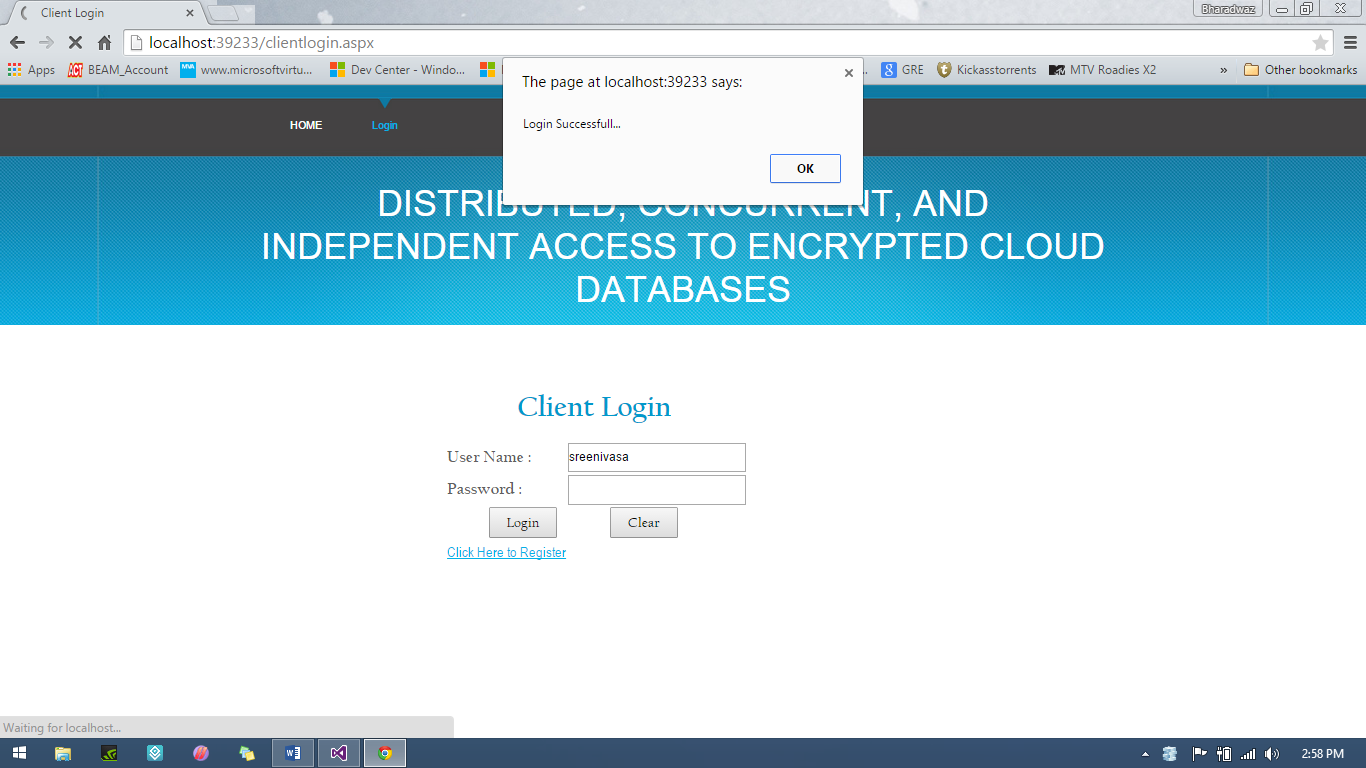 Client Login
Bharadwaz
localhost:39233/clientlogin.aspx
Apps BEAM_Account www.microsoftvirtu... Dev Center - Windo... GRE Kickasstorrents MTV Roadies X2 » Other bookmarks
The page at localhost:39233 says:
Login Successfull...
OK
HOME Login
DISTRIBUTED, CONCURRENT, AND
INDEPENDENT ACCESS TO ENCRYPTED CLOUD
DATABASES
Client Login
User Name : sreenivasa
Password :
Login Clear
Click Here to Register
Waiting for localhost...
2:58 PM